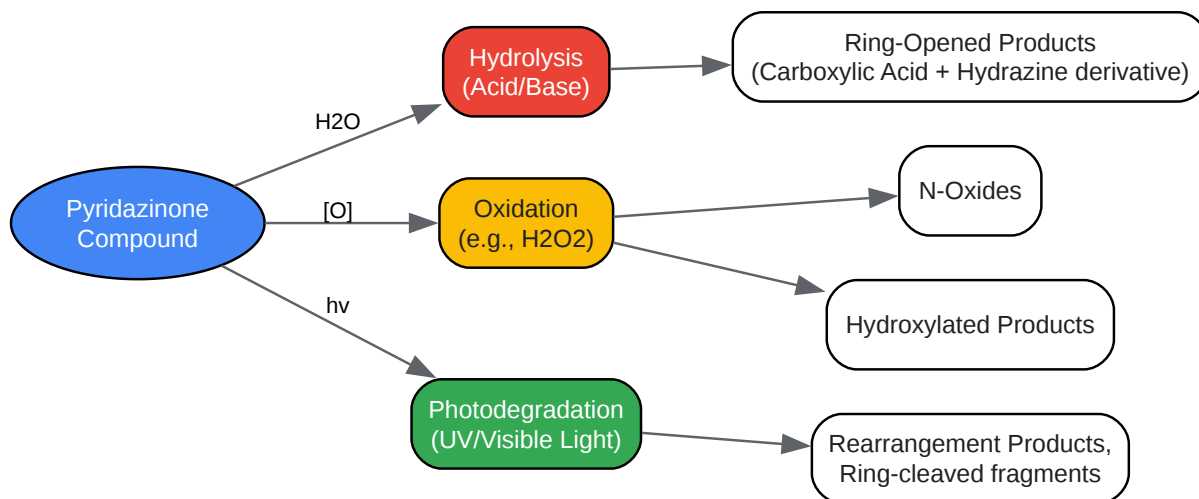 Pyridazinone
Compound
H2O
[O]
hv
Hydrolysis
(Acid/Base)
Oxidation
(e.g., H2O2)
Photodegradation
(UV/Visible Light)
Ring-Opened Products
(Carboxylic Acid + Hydrazine derivative)
N-Oxides
Hydroxylated Products
Rearrangement Products,
Ring-cleaved fragments